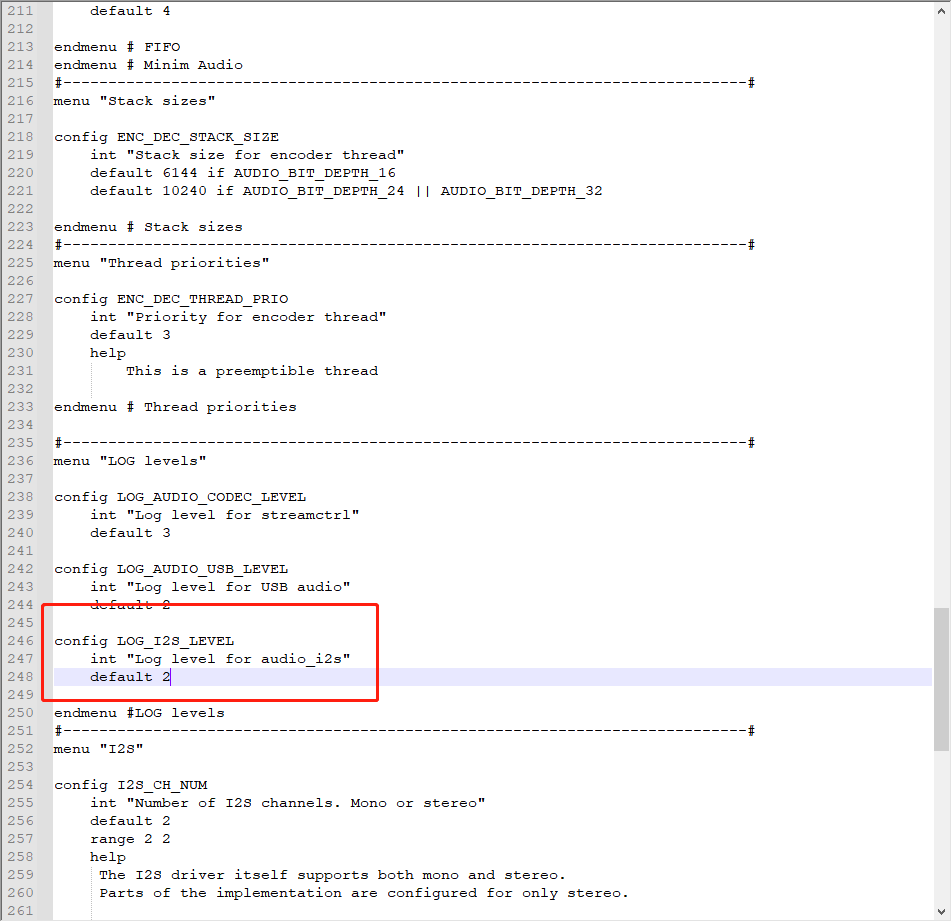 211 default 4
212
213 endmenu # FIFO
214 endmenu # Minim Audio
215 #----------------------------------------------------------------------------#
216 menu "Stack sizes"
217
218 config ENC_DEC_STACK_SIZE
219 int "Stack size for encoder thread"
220 default 6144 if AUDIO_BIT_DEPTH_16
221 default 10240 if AUDIO_BIT_DEPTH_24 || AUDIO_BIT_DEPTH_32
222
223 endmenu # Stack sizes
224 #----------------------------------------------------------------------------#
225 menu "Thread priorities"
226
227 config ENC_DEC_THREAD_PRIO
228 int "Priority for encoder thread"
229 default 3
230 help
231 This is a preemptible thread
232
233 endmenu # Thread priorities
234
235 #----------------------------------------------------------------------------#
236 menu "LOG levels"
237
238 config LOG_AUDIO_CODEC_LEVEL
239 int "Log level for streamctrl"
240 default 3
241
242 config LOG_AUDIO_USB_LEVEL
243 int "Log level for USB audio"
244 default 2
245
246 config LOG_I2S_LEVEL
247 int "Log level for audio_i2s"
248 default 2
249
250 endmenu #LOG levels
251 #----------------------------------------------------------------------------#
252 menu "I2S"
253
254 config I2S_CH_NUM
255 int "Number of I2S channels. Mono or stereo"
256 default 2
257 range 2 2
258 help
259 The I2S driver itself supports both mono and stereo.
260 Parts of the implementation are configured for only stereo.
261